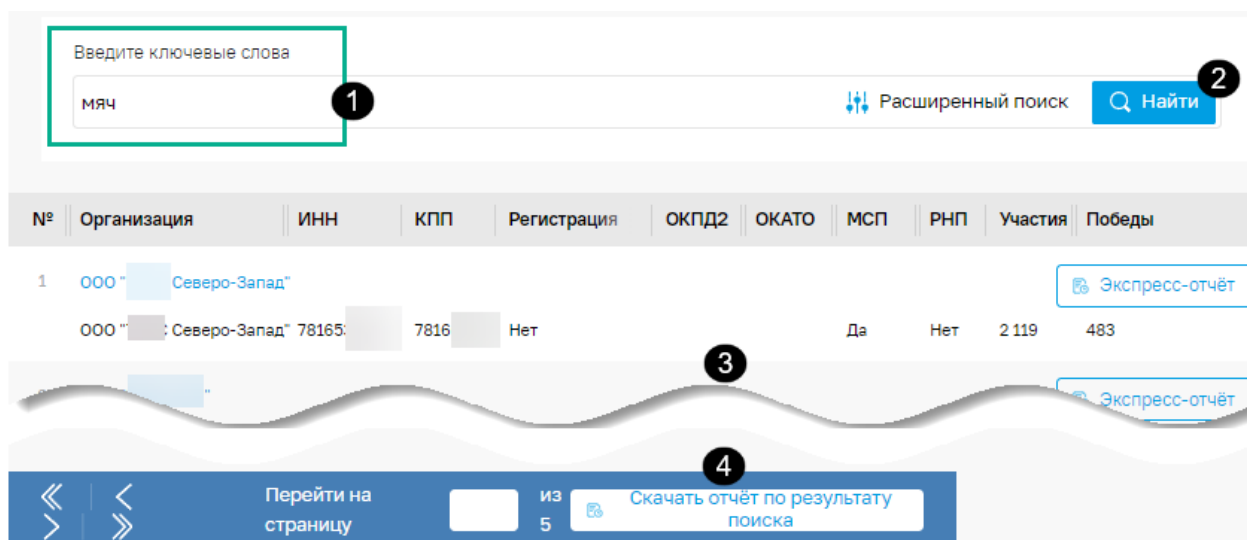 Введите ключевые слова
мяч
1
Расширенный поиск
Найти
2
№ Организация ИНН КПП Регистрация ОКПД2 ОКАТО МСП РНП Участия Победы
1 ООО " Северо-Запад"
Экспресс-отчёт
ООО " Северо-Запад" 78165 7816 Нет Да Нет 2 119 483
3
"
Экспресс-отчёт
4
Перейти на
страницу
из
5
Скачать отчёт по результату
поиска